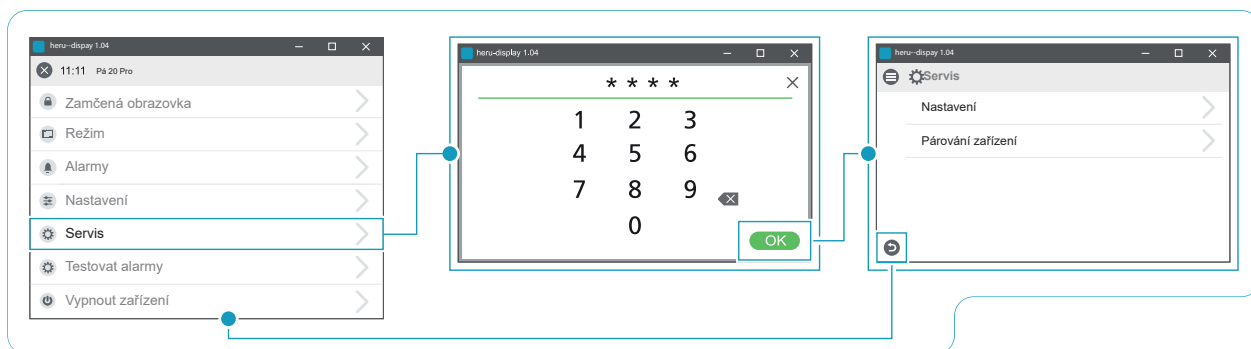 heru--dispay 1.04
11:11 Pá 20 Pro
Zamčená obrazovka
Režim
Alarmy
Nastavení
Servis
Testovat alarmy
Vypnout zařízení
heru-display 1.04
* * * *
1 2 3
4 5 6
7 8 9
0
OK
heru--dispay 1.04
Servis
Nastavení
Párování zařízení